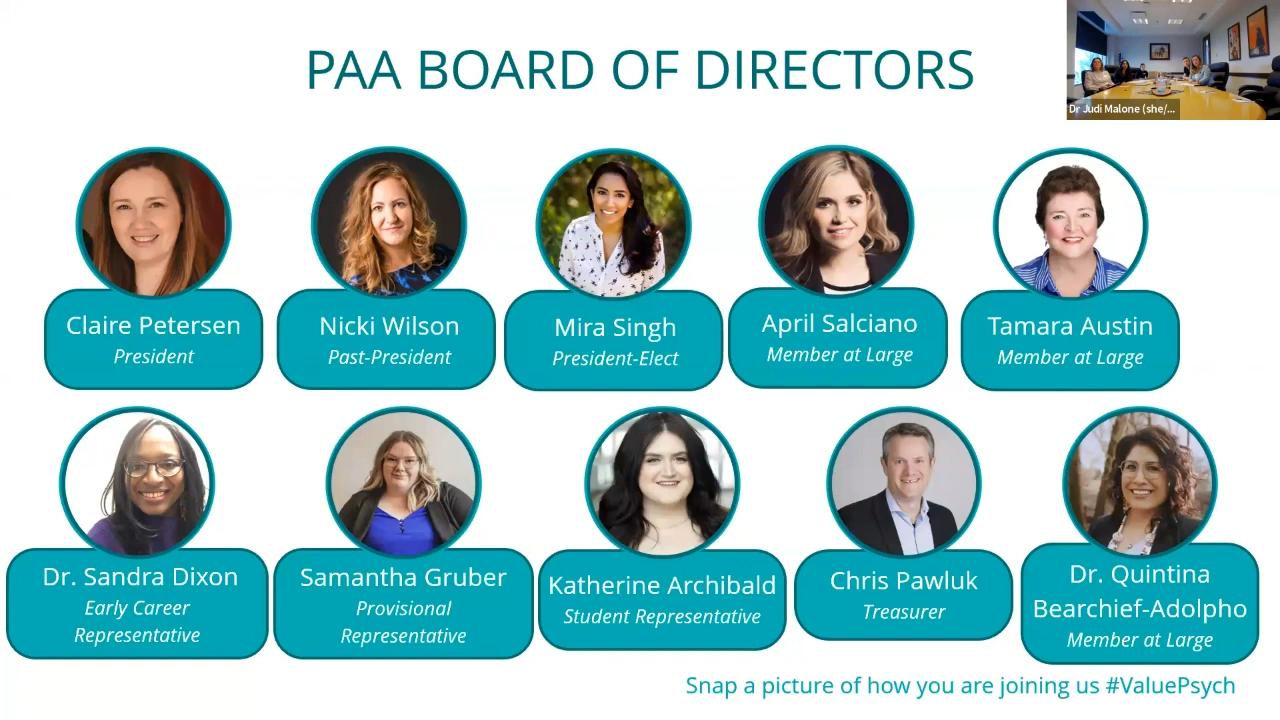 PAA BOARD OF DIRECTORS
Dr Judi Malone (she/...
Claire Petersen
President
Nicki Wilson
Past-President
Mira Singh
President-Elect
April Salciano
Member at Large
Tamara Austin
Member at Large
Dr. Sandra Dixon
Early Career
Representative
Samantha Gruber
Provisional
Representative
Katherine Archibald
Student Representative
Chris Pawluk
Treasurer
Dr. Quintina
Bearchief-Adolpho
Member at Large
Snap a picture of how you are joining us #ValuePsych